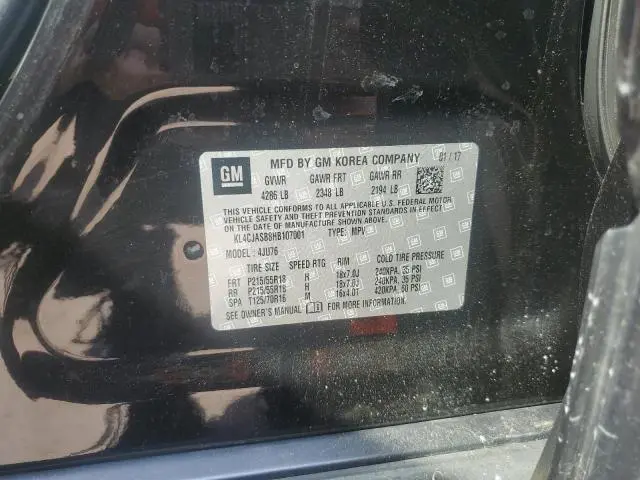 GM MFD BY GM KOREA COMPANY 01/17
GVWR GAWR FRT GAWR RR
4286 LB 2348 LB 2194 LB
THIS VEHICLE CONFORMS TO ALL APPLICABLE U.S. FEDERAL MOTOR
VEHICLE SAFETY AND THEFT PREVENTION STANDARDS IN EFFECT
ON THE DATE OF MANUFACTURE SHOWN ABOVE.
KL4CJASB8HB107001 TYPE: MPV
MODEL: 4JU76
TIRE SIZE SPEED RTG RIM COLD TIRE PRESSURE
FRT P215/55R18 H 18x7.0J 240KPA, 35 PSI
RR P215/55R18 H 18x7.0J 240KPA, 35 PSI
SPA T125/70R16 M 16x4.0T 420KPA, 60 PSI
SEE OWNER'S MANUAL FOR MORE INFORMATION